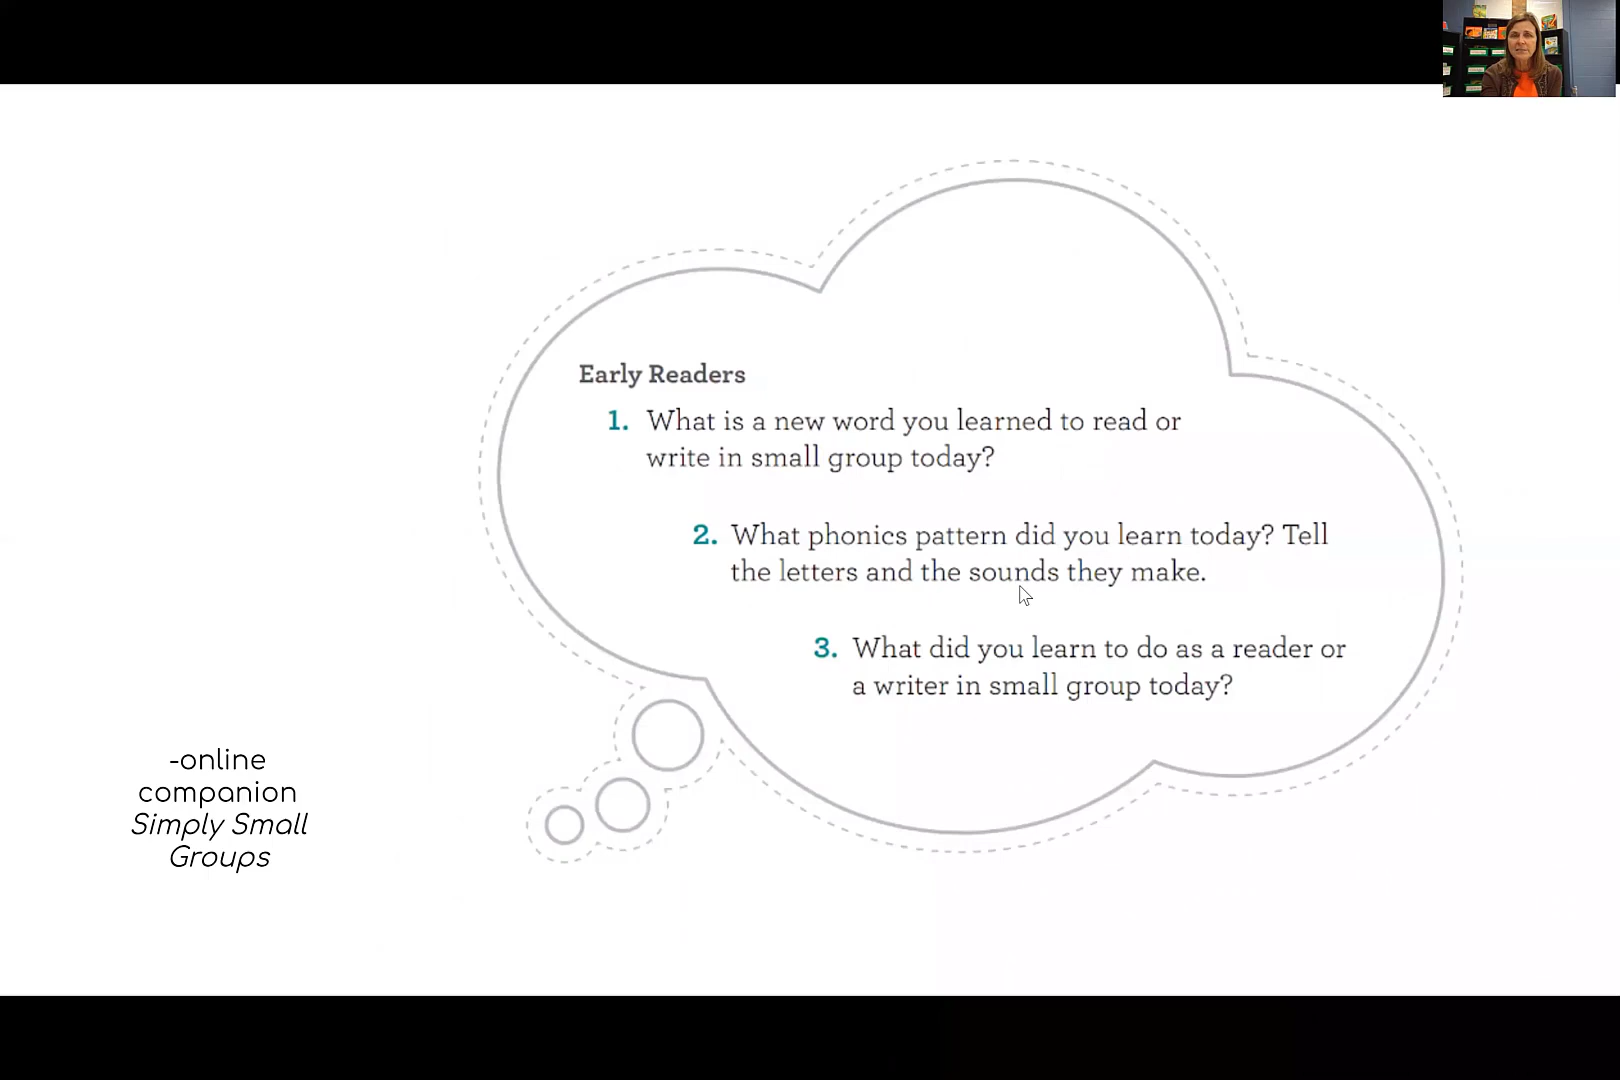 Early Readers
1. What is a new word you learned to read or
write in small group today?
2. What phonics pattern did you learn today? Tell
the letters and the sounds they make.
3. What did you learn to do as a reader or
a writer in small group today?
-online
companion
Simply Small
Groups